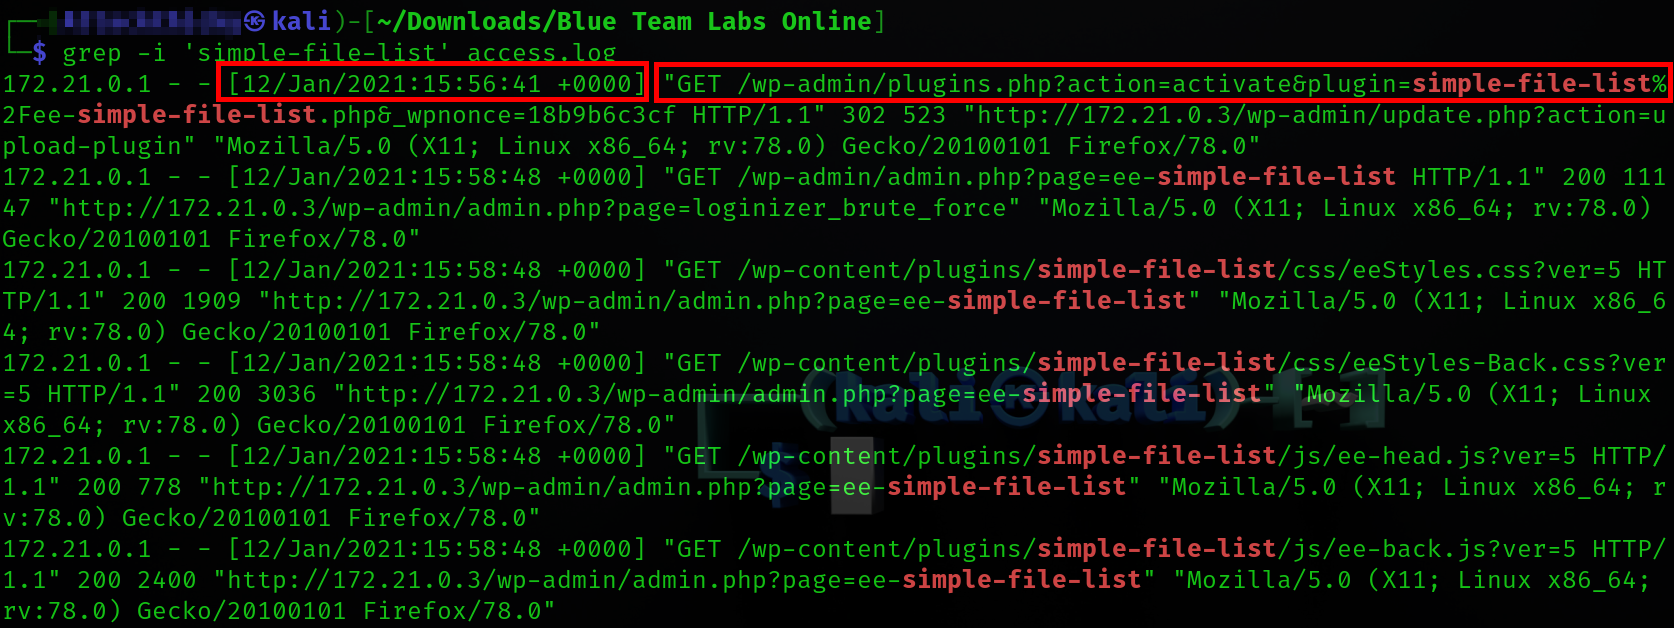 kali)-[~/Downloads/Blue Team Labs Online]
$ grep -i 'simple-file-list' access.log
172.21.0.1 - - [12/Jan/2021:15:56:41 +0000] "GET /wp-admin/plugins.php?action=activate&plugin=simple-file-list%
2Fee-simple-file-list.php&_wpnonce=18b9b6c3cf HTTP/1.1" 302 523 "http://172.21.0.3/wp-admin/update.php?action=u
pload-plugin" "Mozilla/5.0 (X11; Linux x86_64; rv:78.0) Gecko/20100101 Firefox/78.0"
172.21.0.1 - - [12/Jan/2021:15:58:48 +0000] "GET /wp-admin/admin.php?page=ee-simple-file-list HTTP/1.1" 200 111
47 "http://172.21.0.3/wp-admin/admin.php?page=loginizer_brute_force" "Mozilla/5.0 (X11; Linux x86_64; rv:78.0)
Gecko/20100101 Firefox/78.0"
172.21.0.1 - - [12/Jan/2021:15:58:48 +0000] "GET /wp-content/plugins/simple-file-list/css/eeStyles.css?ver=5 HT
TP/1.1" 200 1909 "http://172.21.0.3/wp-admin/admin.php?page=ee-simple-file-list" "Mozilla/5.0 (X11; Linux x86_6
4; rv:78.0) Gecko/20100101 Firefox/78.0"
172.21.0.1 - - [12/Jan/2021:15:58:48 +0000] "GET /wp-content/plugins/simple-file-list/css/eeStyles-Back.css?ver
=5 HTTP/1.1" 200 3036 "http://172.21.0.3/wp-admin/admin.php?page=ee-simple-file-list" "Mozilla/5.0 (X11; Linux
x86_64; rv:78.0) Gecko/20100101 Firefox/78.0"
172.21.0.1 - - [12/Jan/2021:15:58:48 +0000] "GET /wp-content/plugins/simple-file-list/js/ee-head.js?ver=5 HTTP/
1.1" 200 778 "http://172.21.0.3/wp-admin/admin.php?page=ee-simple-file-list" "Mozilla/5.0 (X11; Linux x86_64; r
v:78.0) Gecko/20100101 Firefox/78.0"
172.21.0.1 - - [12/Jan/2021:15:58:48 +0000] "GET /wp-content/plugins/simple-file-list/js/ee-back.js?ver=5 HTTP/
1.1" 200 2400 "http://172.21.0.3/wp-admin/admin.php?page=ee-simple-file-list" "Mozilla/5.0 (X11; Linux x86_64;
rv:78.0) Gecko/20100101 Firefox/78.0"
(kali㉿kali)-[~]
$